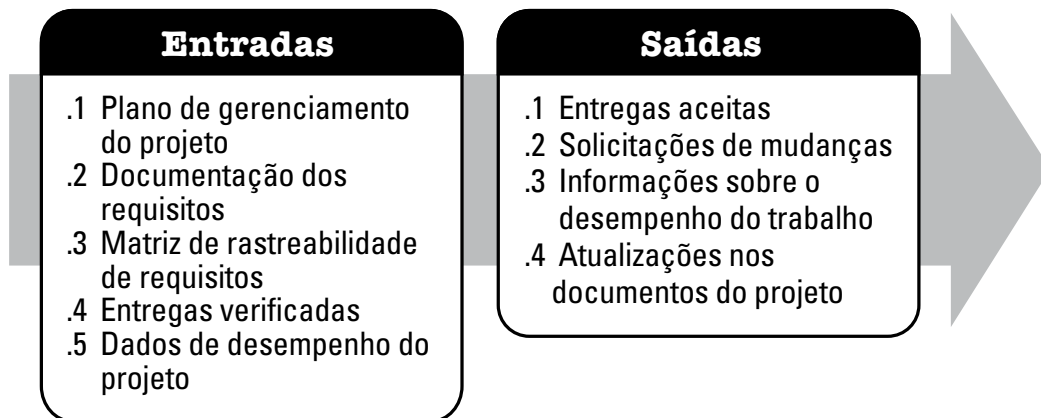 Entradas
.1 Plano de gerenciamento
do projeto
.2 Documentação dos
requisitos
.3 Matriz de rastreabilidade
de requisitos
.4 Entregas verificadas
.5 Dados de desempenho do
projeto
Saídas
.1 Entregas aceitas
.2 Solicitações de mudanças
.3 Informações sobre o
desempenho do trabalho
.4 Atualizações nos
documentos do projeto